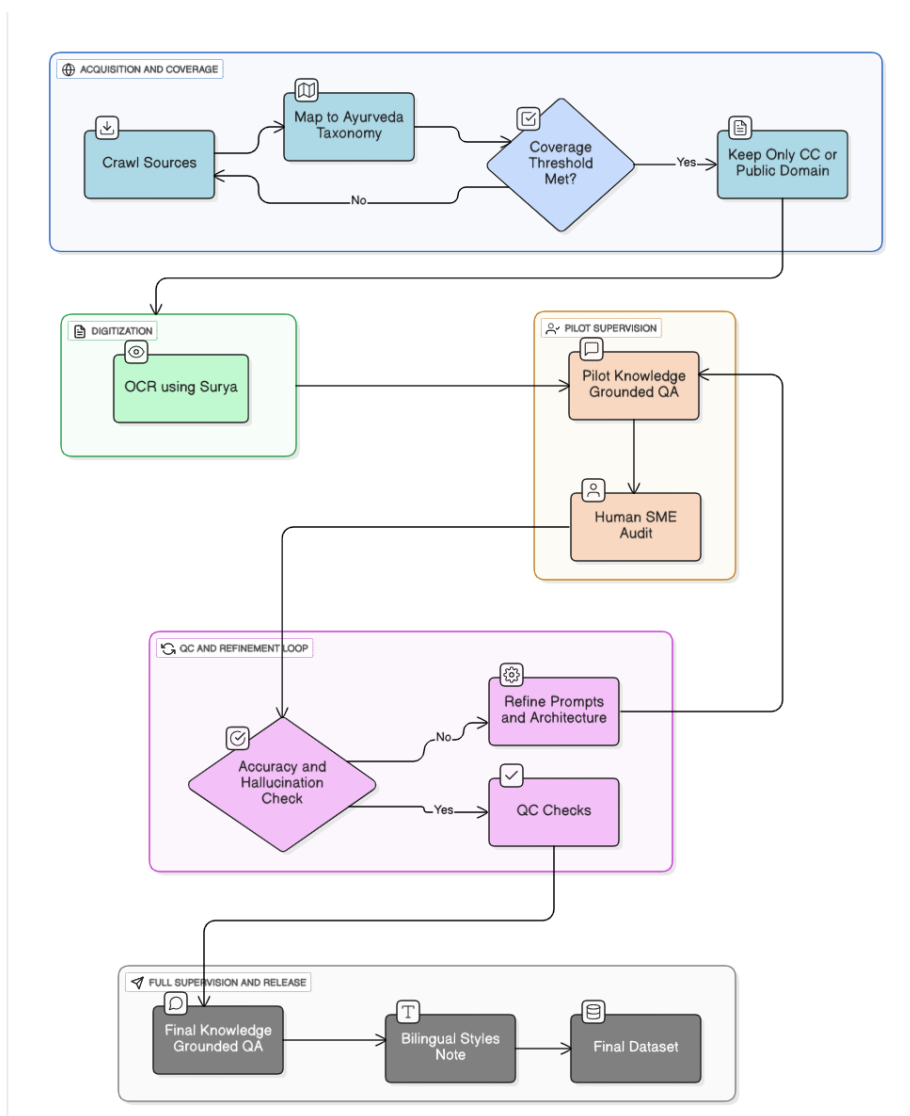 ACQUISITION AND COVERAGE
Crawl Sources
Map to Ayurveda
Taxonomy
Coverage
Threshold
Met?
No
Yes
Keep Only CC or
Public Domain
DIGITIZATION
OCR using Surya
PILOT SUPERVISION
Pilot Knowledge
Grounded QA
Human SME
Audit
QC AND REFINEMENT LOOP
Accuracy and
Hallucination
Check
No
Refine Prompts
and Architecture
Yes
QC Checks
FULL SUPERVISION AND RELEASE
Final Knowledge
Grounded QA
Bilingual Styles
Note
Final Dataset